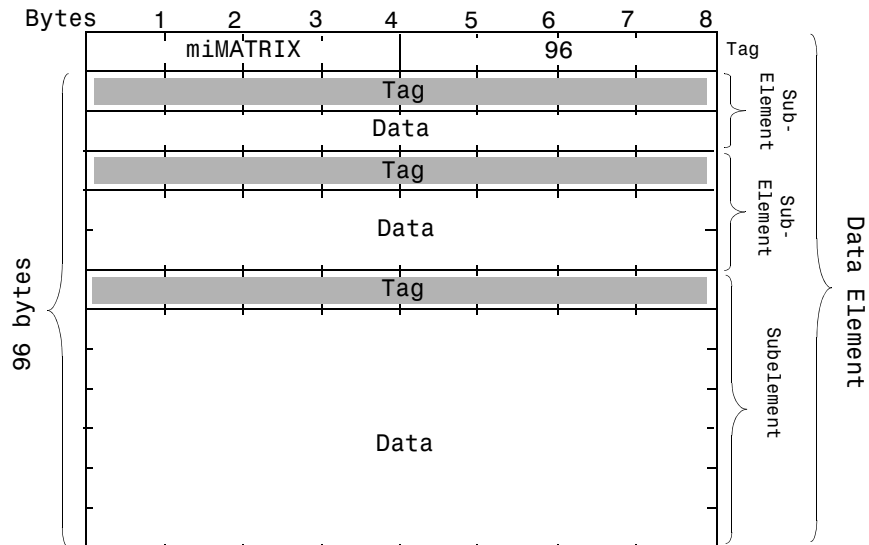 Bytes 1 2 3 4 5 6 7 8
miMATRIX 96 Tag
Tag
Data
Sub-
Element
Tag
Data
Sub-
Element
Tag
Data
Subelement
96 bytes
Data Element